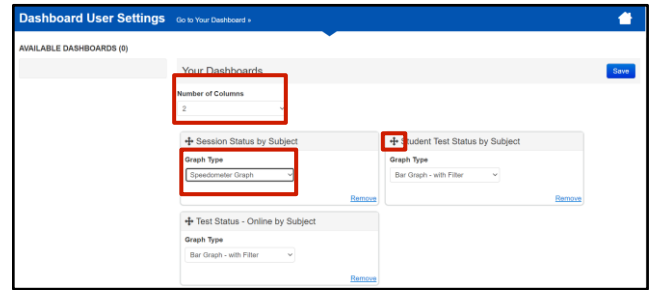 Dashboard User Settings Go to Your Dashboard »
AVAILABLE DASHBOARDS (0)
Your Dashboards
Save
Number of Columns
2
Session Status by Subject
Graph Type
Speedometer Graph
Remove
Student Test Status by Subject
Graph Type
Bar Graph - with Filter
Remove
Test Status - Online by Subject
Graph Type
Bar Graph - with Filter
Remove